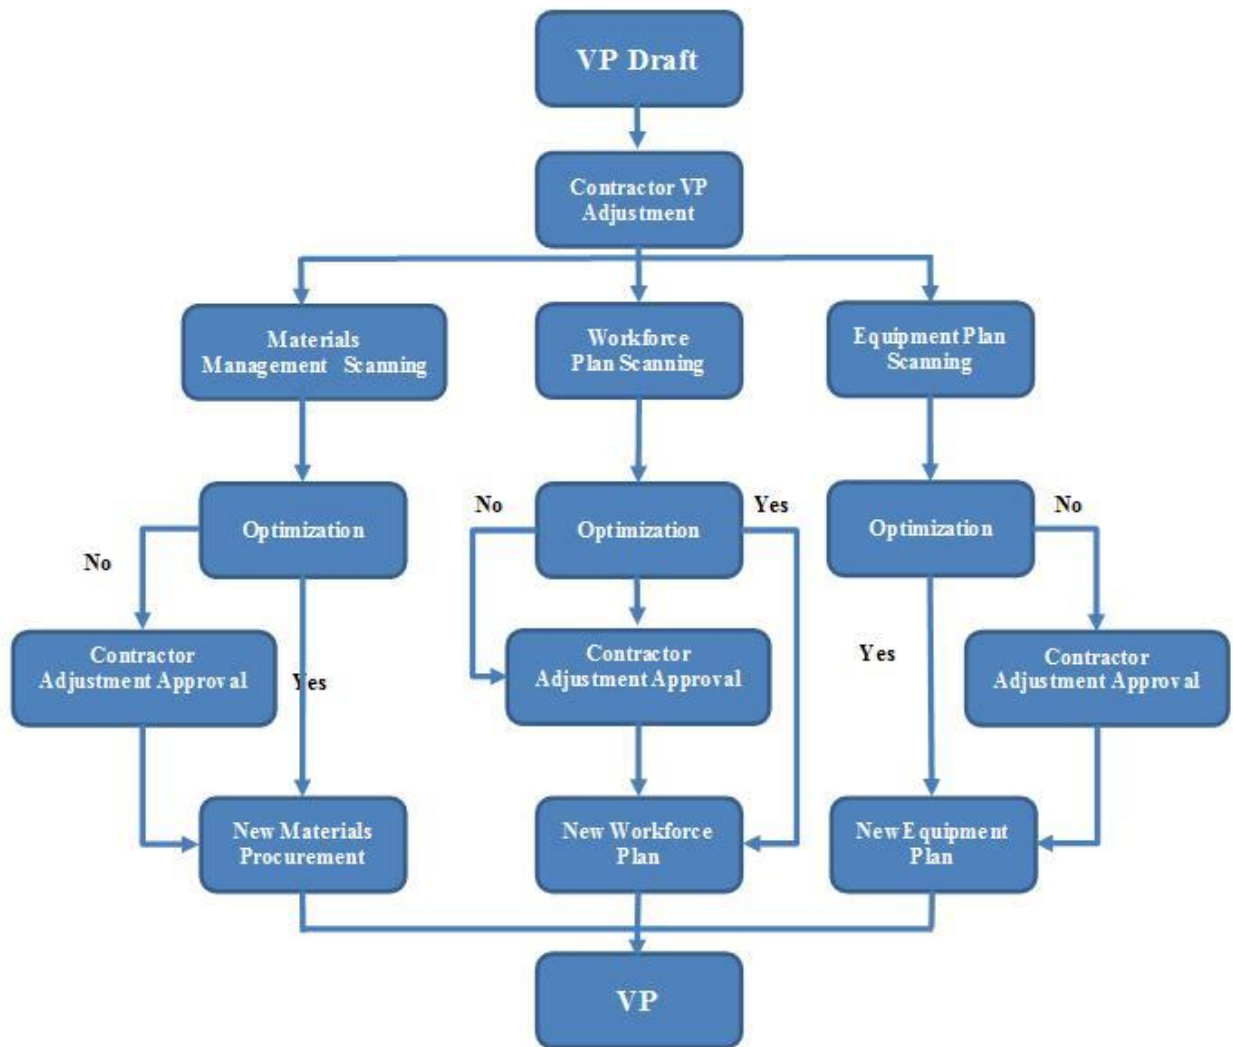 VP Draft
Contractor VP
Adjustment
Materials
Management Scanning
Workforce
Plan Scanning
Equipment Plan
Scanning
Optimization
No
Optimization
Yes
Optimization
No
No
Contractor
Adjustment Approval
Yes
Contractor
Adjustment Approval
Yes
Contractor
Adjustment Approval
New Materials
Procurement
New Workforce
Plan
New Equipment
Plan
VP